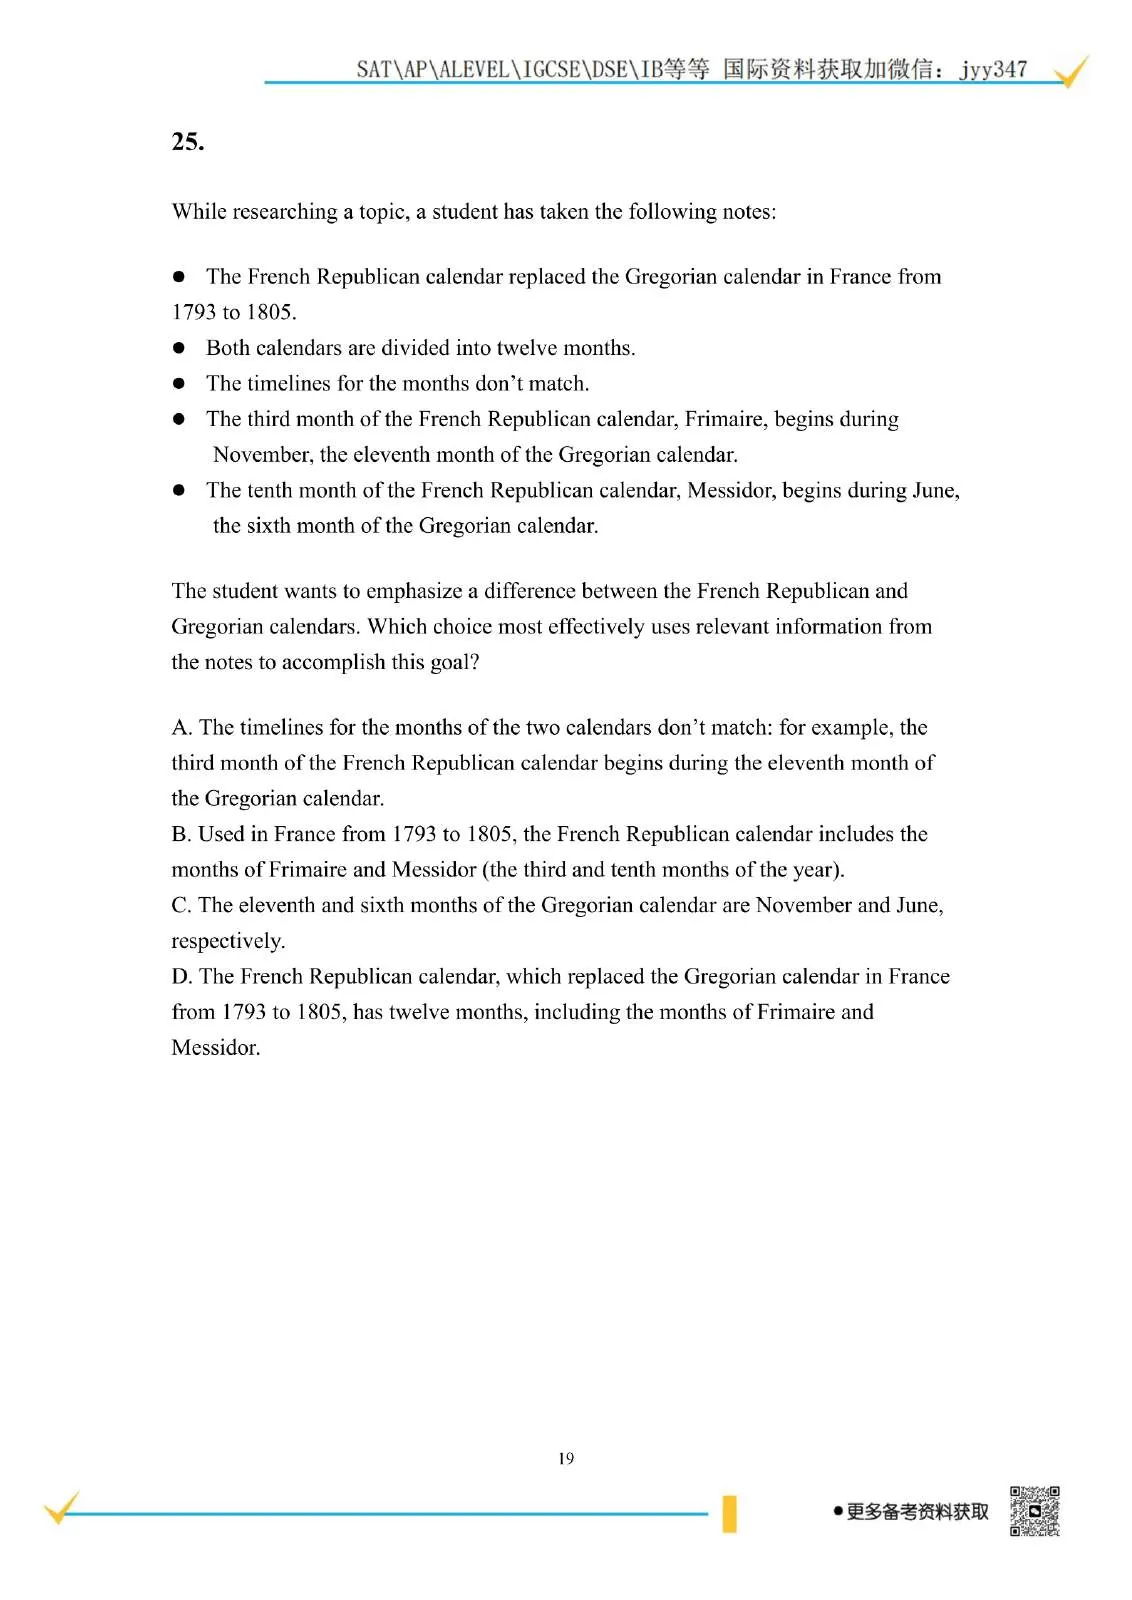 SAT\AP\ALEVEL\IGCSE\DSE\IB等等 国际资料获取加微信：jyy347
25.
While researching a topic, a student has taken the following notes:
● The French Republican calendar replaced the Gregorian calendar in France from
1793 to 1805.
● Both calendars are divided into twelve months.
● The timelines for the months don’t match.
● The third month of the French Republican calendar, Frimaire, begins during
November, the eleventh month of the Gregorian calendar.
● The tenth month of the French Republican calendar, Messidor, begins during June,
the sixth month of the Gregorian calendar.
The student wants to emphasize a difference between the French Republican and
Gregorian calendars. Which choice most effectively uses relevant information from
the notes to accomplish this goal?
A. The timelines for the months of the two calendars don’t match: for example, the
third month of the French Republican calendar begins during the eleventh month of
the Gregorian calendar.
B. Used in France from 1793 to 1805, the French Republican calendar includes the
months of Frimaire and Messidor (the third and tenth months of the year).
C. The eleventh and sixth months of the Gregorian calendar are November and June,
respectively.
D. The French Republican calendar, which replaced the Gregorian calendar in France
from 1793 to 1805, has twelve months, including the months of Frimaire and
Messidor.
19
●更多备考资料获取